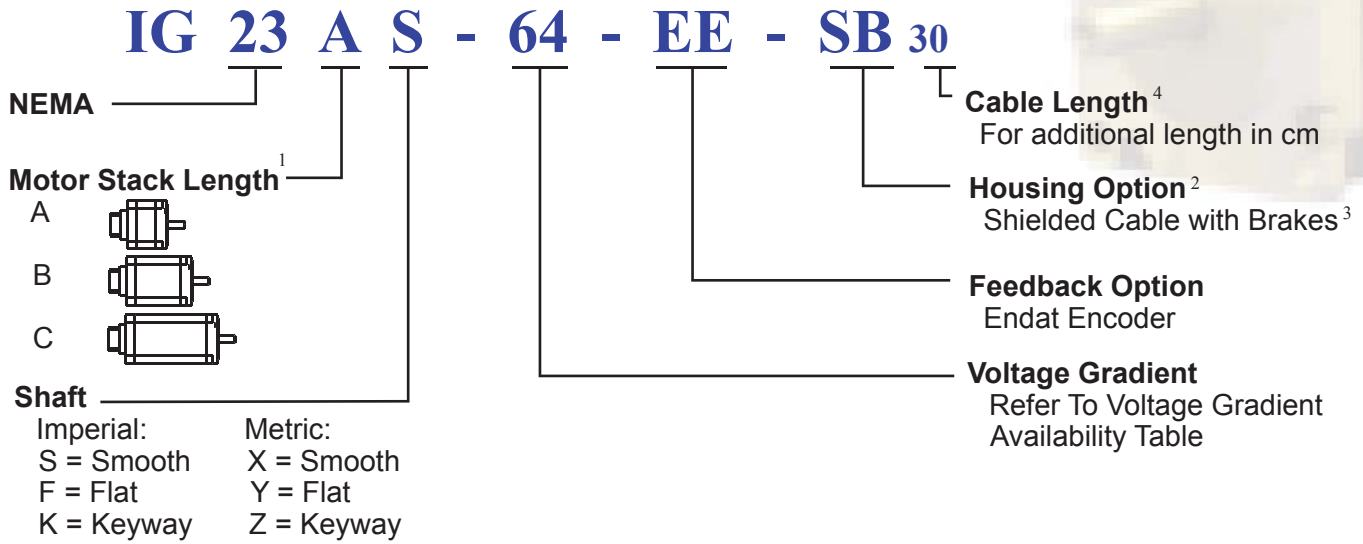 IG 23 A S - 64 - EE - SB 30
NEMA
Motor Stack Length 1
A
B
C
Shaft
Imperial: Metric:
S = Smooth X = Smooth
F = Flat Y = Flat
K = Keyway Z = Keyway
Cable Length 4
For additional length in cm
Housing Option 2
Shielded Cable with Brakes 3
Feedback Option
Endat Encoder
Voltage Gradient
Refer To Voltage Gradient
Availability Table